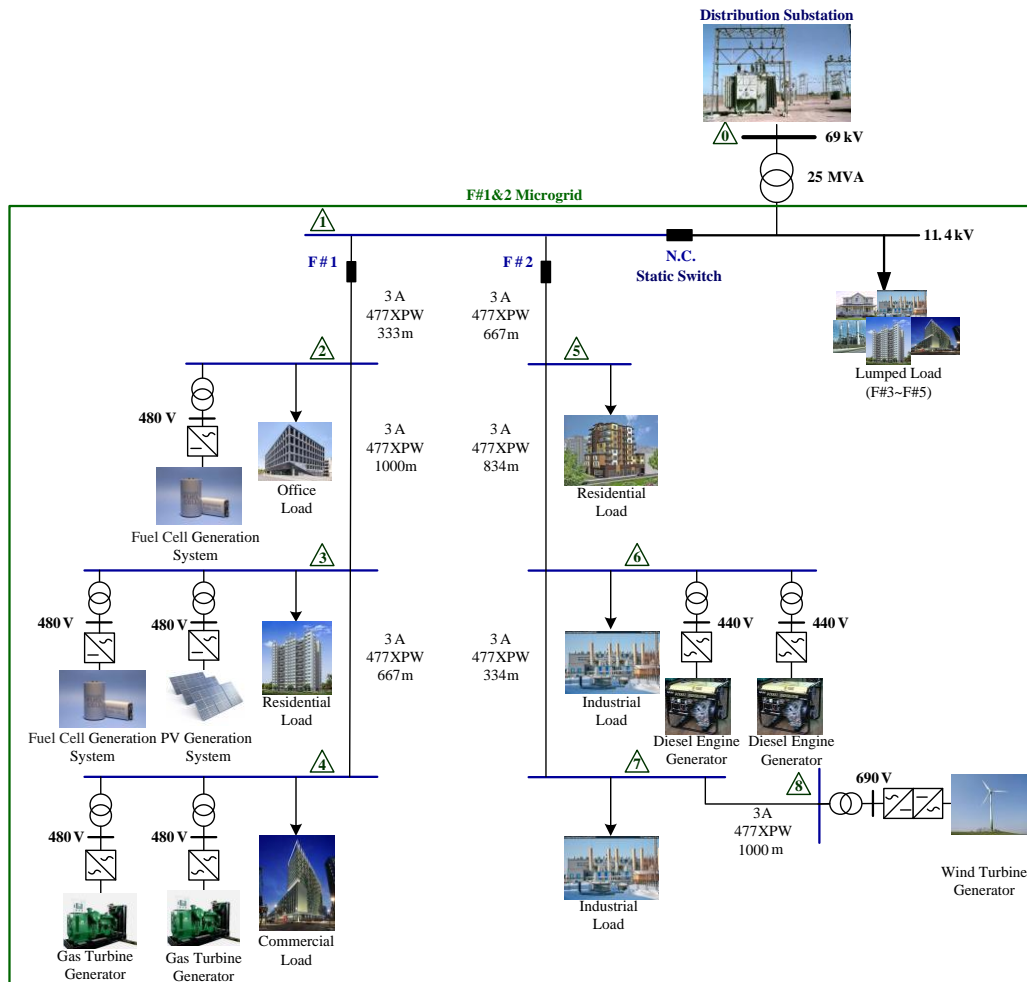 Distribution Substation
0
69 kV
25 MVA
F#1&2 Microgrid
1
11.4 kV
F#1
F#2
N.C.
Static Switch
3 A
477XPW
333m
3 A
477XPW
667m
Lumped Load
(F#3~F#5)
2
5
480 V
3 A
477XPW
1000m
3 A
477XPW
834m
Office
Load
Residential
Load
Fuel Cell Generation
System
3
6
480 V
480 V
440 V
440 V
3 A
477XPW
667m
3 A
477XPW
334m
Residential
Load
Industrial
Load
Fuel Cell Generation
System
PV Generation
System
Diesel Engine
Generator
Diesel Engine
Generator
4
7
8
690 V
480 V
480 V
3A
477XPW
1000 m
Wind Turbine
Generator
Gas Turbine
Generator
Gas Turbine
Generator
Commercial
Load
Industrial
Load